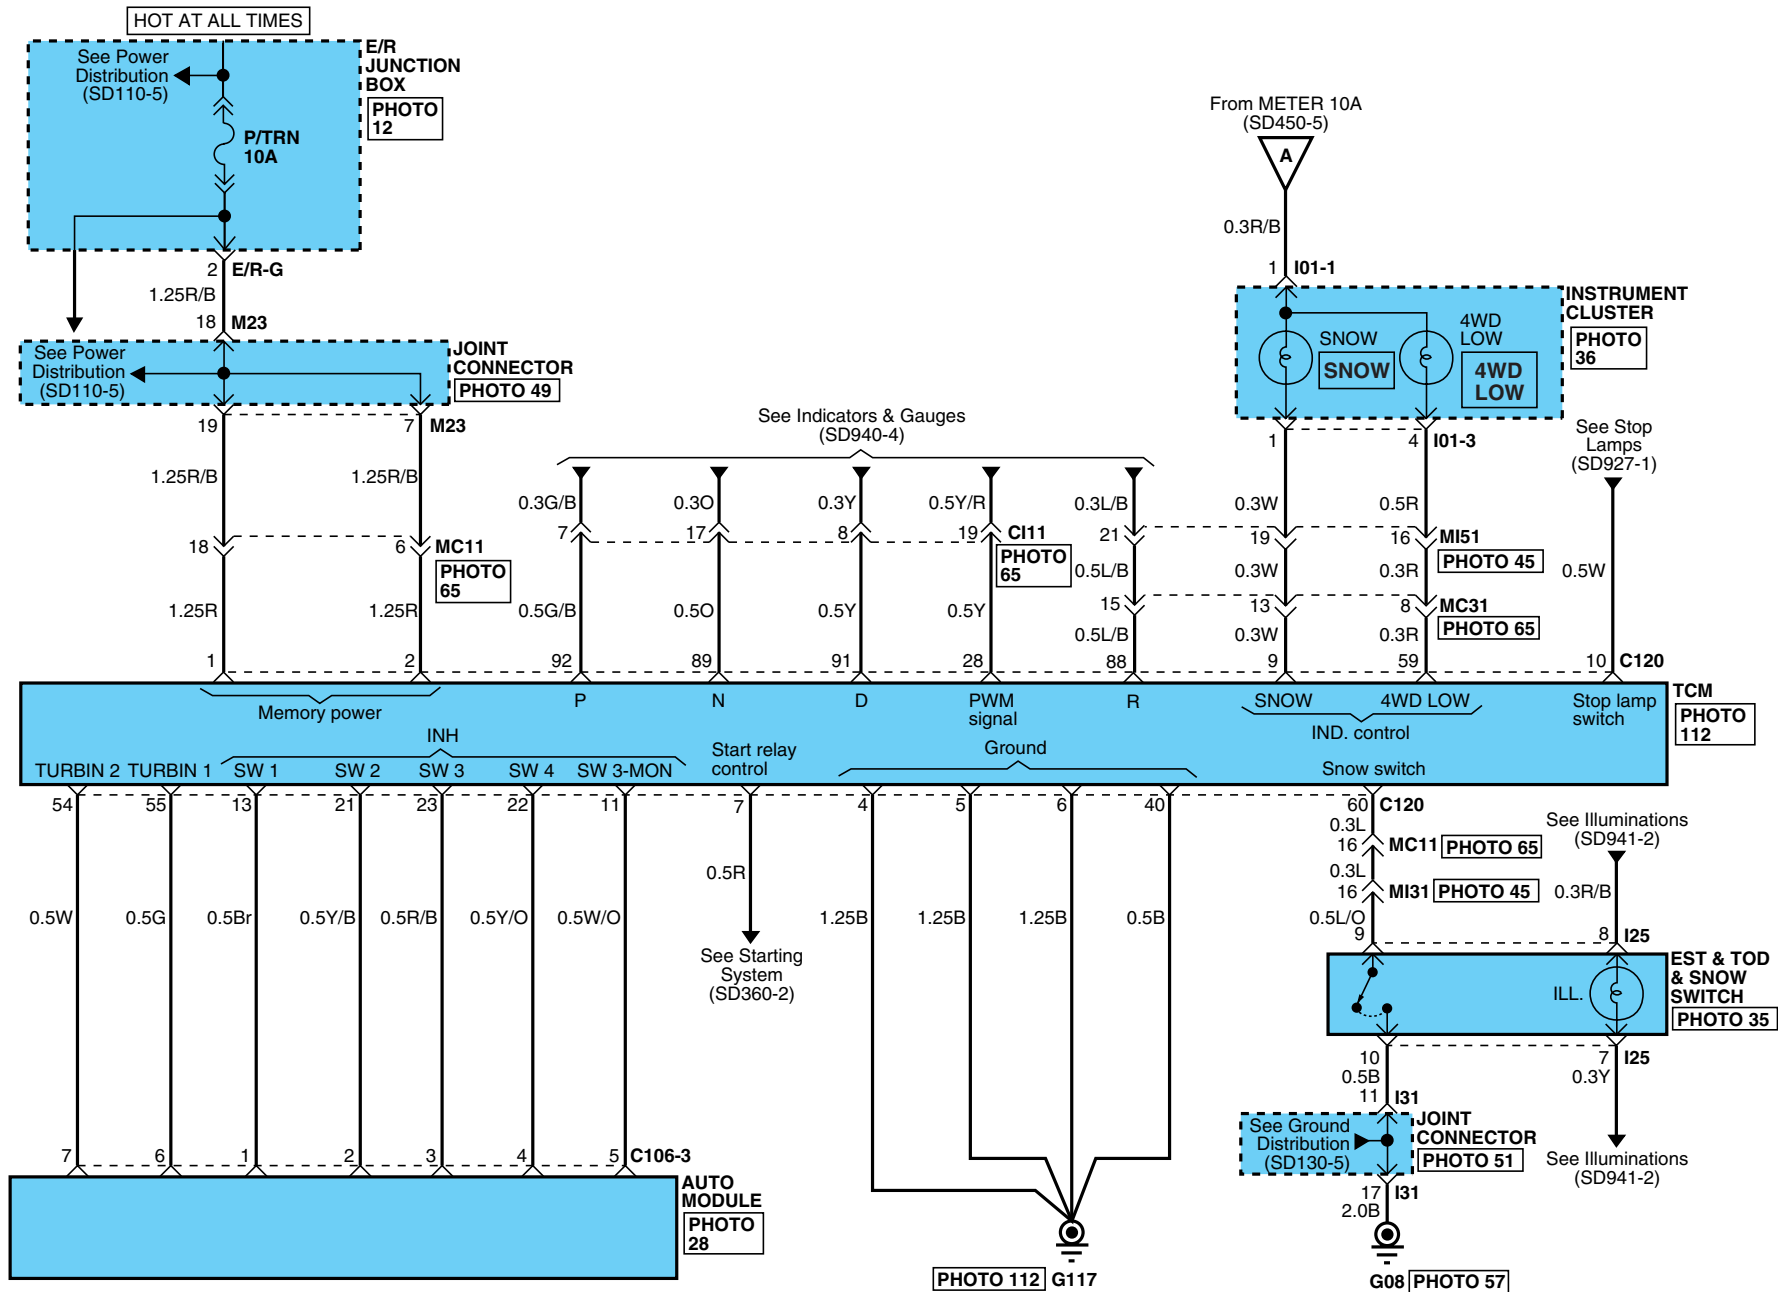 HOT AT ALL TIMES
See Power
Distribution
(SD110-5)
P/TRN
10A
E/R
JUNCTION
BOX
PHOTO
12
2 E/R-G
1.25R/B
18 M23
See Power
Distribution
(SD110-5)
JOINT
CONNECTOR
PHOTO 49
19 7 M23
1.25R/B 1.25R/B
18 6 MC11
PHOTO
65
1.25R 1.25R
See Indicators & Gauges
(SD940-4)
0.3G/B 0.3O 0.3Y 0.5Y/R 0.3L/B
7 17 8 19 CI11
PHOTO
65
21
0.5L/B
15
0.5G/B 0.5O 0.5Y 0.5Y 0.5L/B
From METER 10A
(SD450-5)
A
0.3R/B
1 I01-1
INSTRUMENT
CLUSTER
PHOTO
36
SNOW
SNOW
4WD
LOW
4WD
LOW
1 4 I01-3
0.3W 0.5R
19 16 MI51
PHOTO 45
0.3W 0.3R
13 8 MC31
PHOTO 65
0.3W 0.3R
See Stop
Lamps
(SD927-1)
0.5W
1 2 92 89 91 28 88 9 59 10 C120
TCM
PHOTO
112
Memory power
P N D PWM
signal
R SNOW 4WD LOW
IND. control
Stop lamp
switch
INH
TURBIN 2 TURBIN 1 SW 1 SW 2 SW 3 SW 4 SW 3-MON
Start relay
control
Ground
Snow switch
54 55 13 21 23 22 11 7 4 5 6 40 60 C120
0.5W 0.5G 0.5Br 0.5Y/B 0.5R/B 0.5Y/O 0.5W/O
0.5R
See Starting
System
(SD360-2)
1.25B 1.25B 1.25B 0.5B
0.3L
16 MC11 PHOTO 65
0.3L
16 MI31 PHOTO 45
0.5L/O
9
See Illuminations
(SD941-2)
0.3R/B
8 I25
EST & TOD
& SNOW
SWITCH
PHOTO 35
ILL.
10 7 I25
0.5B 0.3Y
11 I31
See Ground
Distribution
(SD130-5)
JOINT
CONNECTOR
PHOTO 51
See Illuminations
(SD941-2)
17 I31
2.0B
G08 PHOTO 57
7 6 1 2 3 4 5 C106-3
AUTO
MODULE
PHOTO
28
PHOTO 112 G117